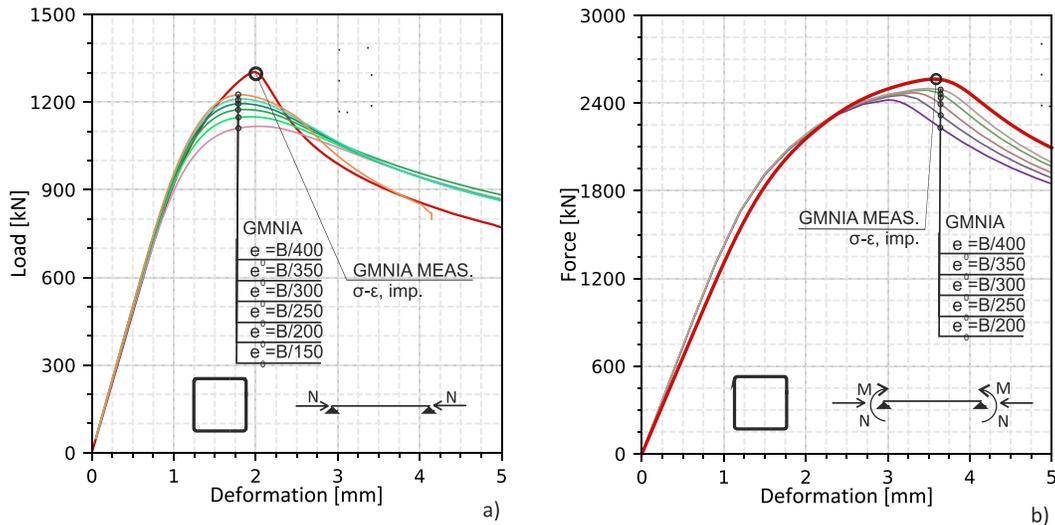 1500
1200
900
600
300
0
Load [kN]
GMNIA
e0=B/400
e0=B/350
e0=B/300
e0=B/250
e0=B/200
e0=B/150
GMNIA MEAS.
σ-ε, imp.
N N
0 1 2 3 4 5
Deformation [mm]
a)
3000
2400
1800
1200
600
0
Force [kN]
GMNIA MEAS.
σ-ε, imp.
GMNIA
e0=B/400
e0=B/350
e0=B/300
e0=B/250
e0=B/200
M M
N N
0 1 2 3 4 5
Deformation [mm]
b)